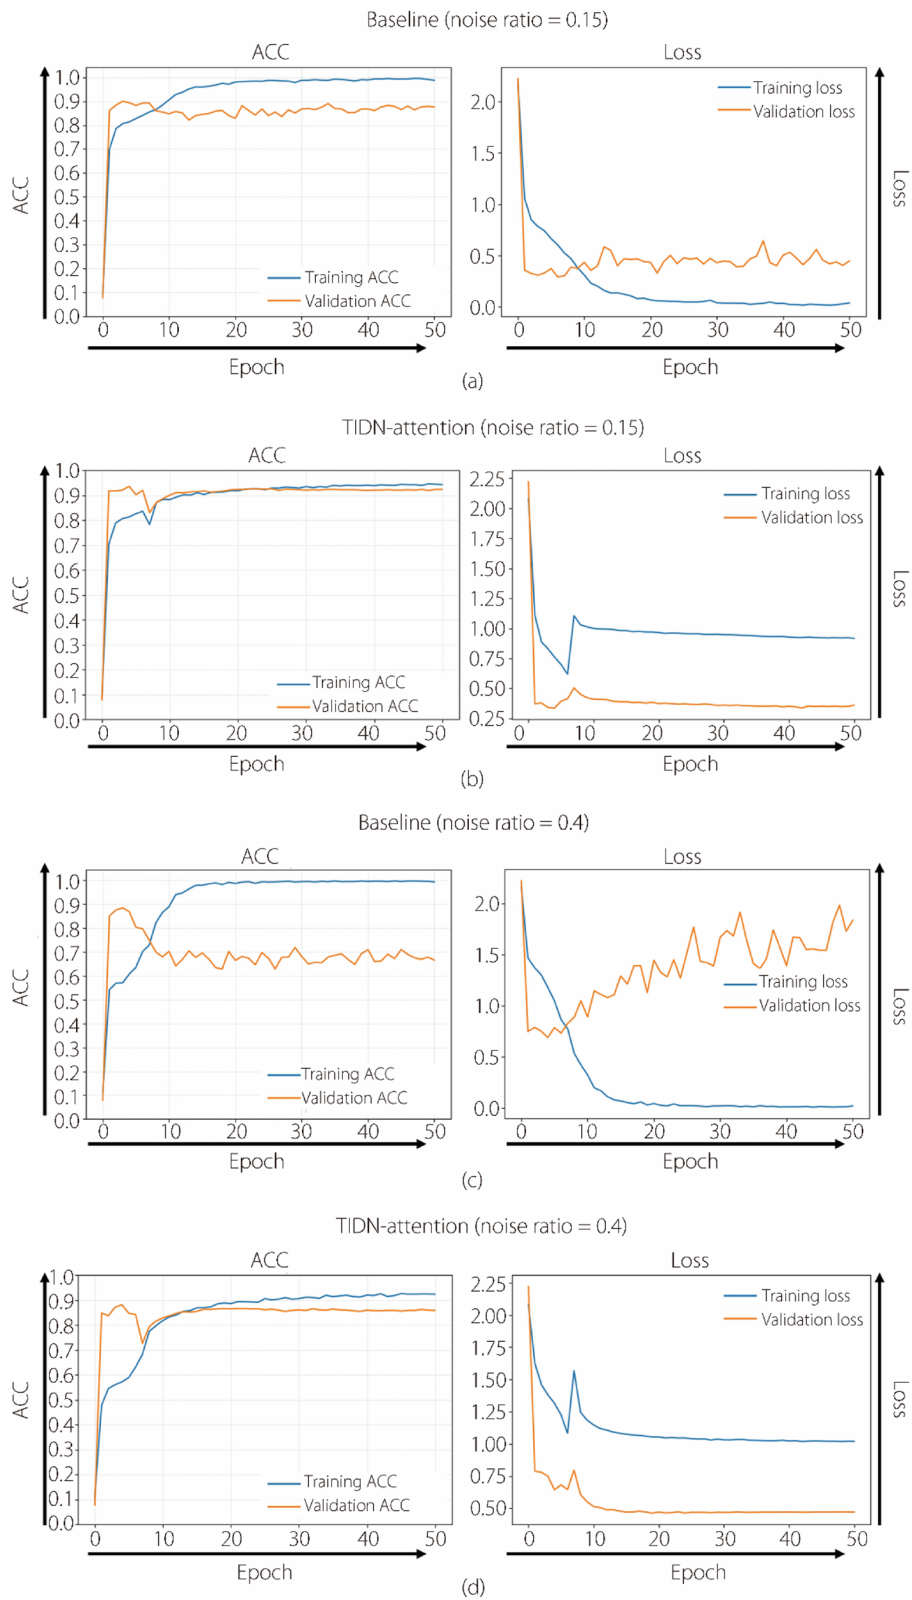 Baseline (noise ratio = 0.15)
ACC
Loss
1.0
0.9
0.8
0.7
0.6
0.5
0.4
0.3
0.2
0.1
0.0
ACC
Training ACC
Validation ACC
0 10 20 30 40 50
Epoch
2.0
1.5
1.0
0.5
0.0
Training loss
Validation loss
Loss
0 10 20 30 40 50
Epoch
(a)
TIDN-attention (noise ratio = 0.15)
ACC
Loss
1.0
0.9
0.8
0.7
0.6
0.5
0.4
0.3
0.2
0.1
0.0
ACC
Training ACC
Validation ACC
0 10 20 30 40 50
Epoch
2.25
2.00
1.75
1.50
1.25
1.00
0.75
0.50
0.25
Training loss
Validation loss
Loss
0 10 20 30 40 50
Epoch
(b)
Baseline (noise ratio = 0.4)
ACC
Loss
1.0
0.9
0.8
0.7
0.6
0.5
0.4
0.3
0.2
0.1
0.0
ACC
Training ACC
Validation ACC
0 10 20 30 40 50
Epoch
2.0
1.5
1.0
0.5
0.0
Training loss
Validation loss
Loss
0 10 20 30 40 50
Epoch
(c)
TIDN-attention (noise ratio = 0.4)
ACC
Loss
1.0
0.9
0.8
0.7
0.6
0.5
0.4
0.3
0.2
0.1
0.0
ACC
Training ACC
Validation ACC
0 10 20 30 40 50
Epoch
2.25
2.00
1.75
1.50
1.25
1.00
0.75
0.50
Training loss
Validation loss
Loss
0 10 20 30 40 50
Epoch
(d)